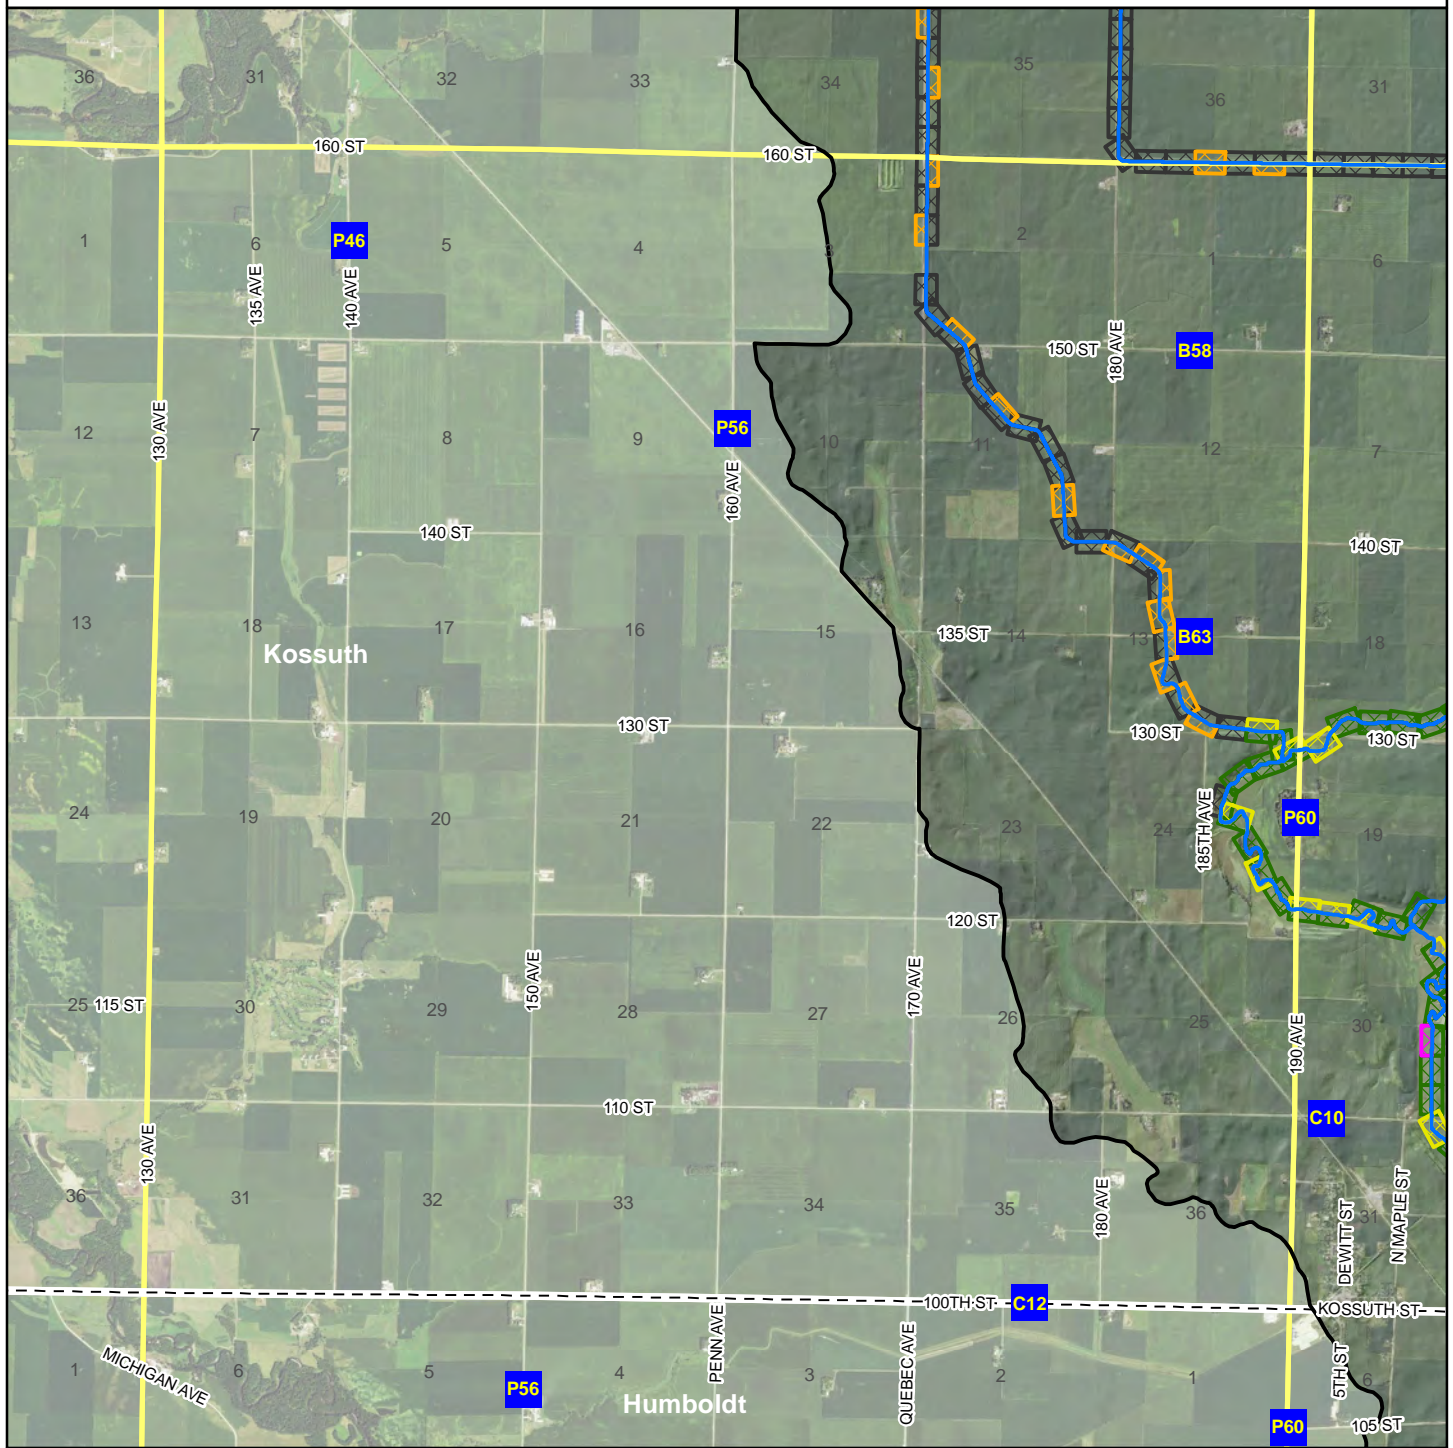 36
31
32
33
34
35
36
31
160 ST
160 ST
1
6
P46
5
4
3
2
1
6
135 AVE
140 AVE
150 ST
180 AVE
B58
130 AVE
12
7
8
9
P56
10
11
12
7
160 AVE
140 ST
140 ST
13
18
17
16
15
135 ST
14
13
B63
18
Kossuth
130 ST
130 ST
130 ST
24
19
20
21
22
23
24
185TH AVE
P60
19
120 ST
25
115 ST
30
29
150 AVE
28
27
170 AVE
26
25
190 AVE
30
110 ST
C10
130 AVE
36
31
32
33
34
35
180 AVE
36
DEWITT ST
31
N MAPLE ST
100TH ST
C12
KOSSUTH ST
1
MICHIGAN AVE
6
5
P56
4
PENN AVE
3
QUEBEC AVE
2
1
5TH ST
6
Humboldt
P60
105 ST